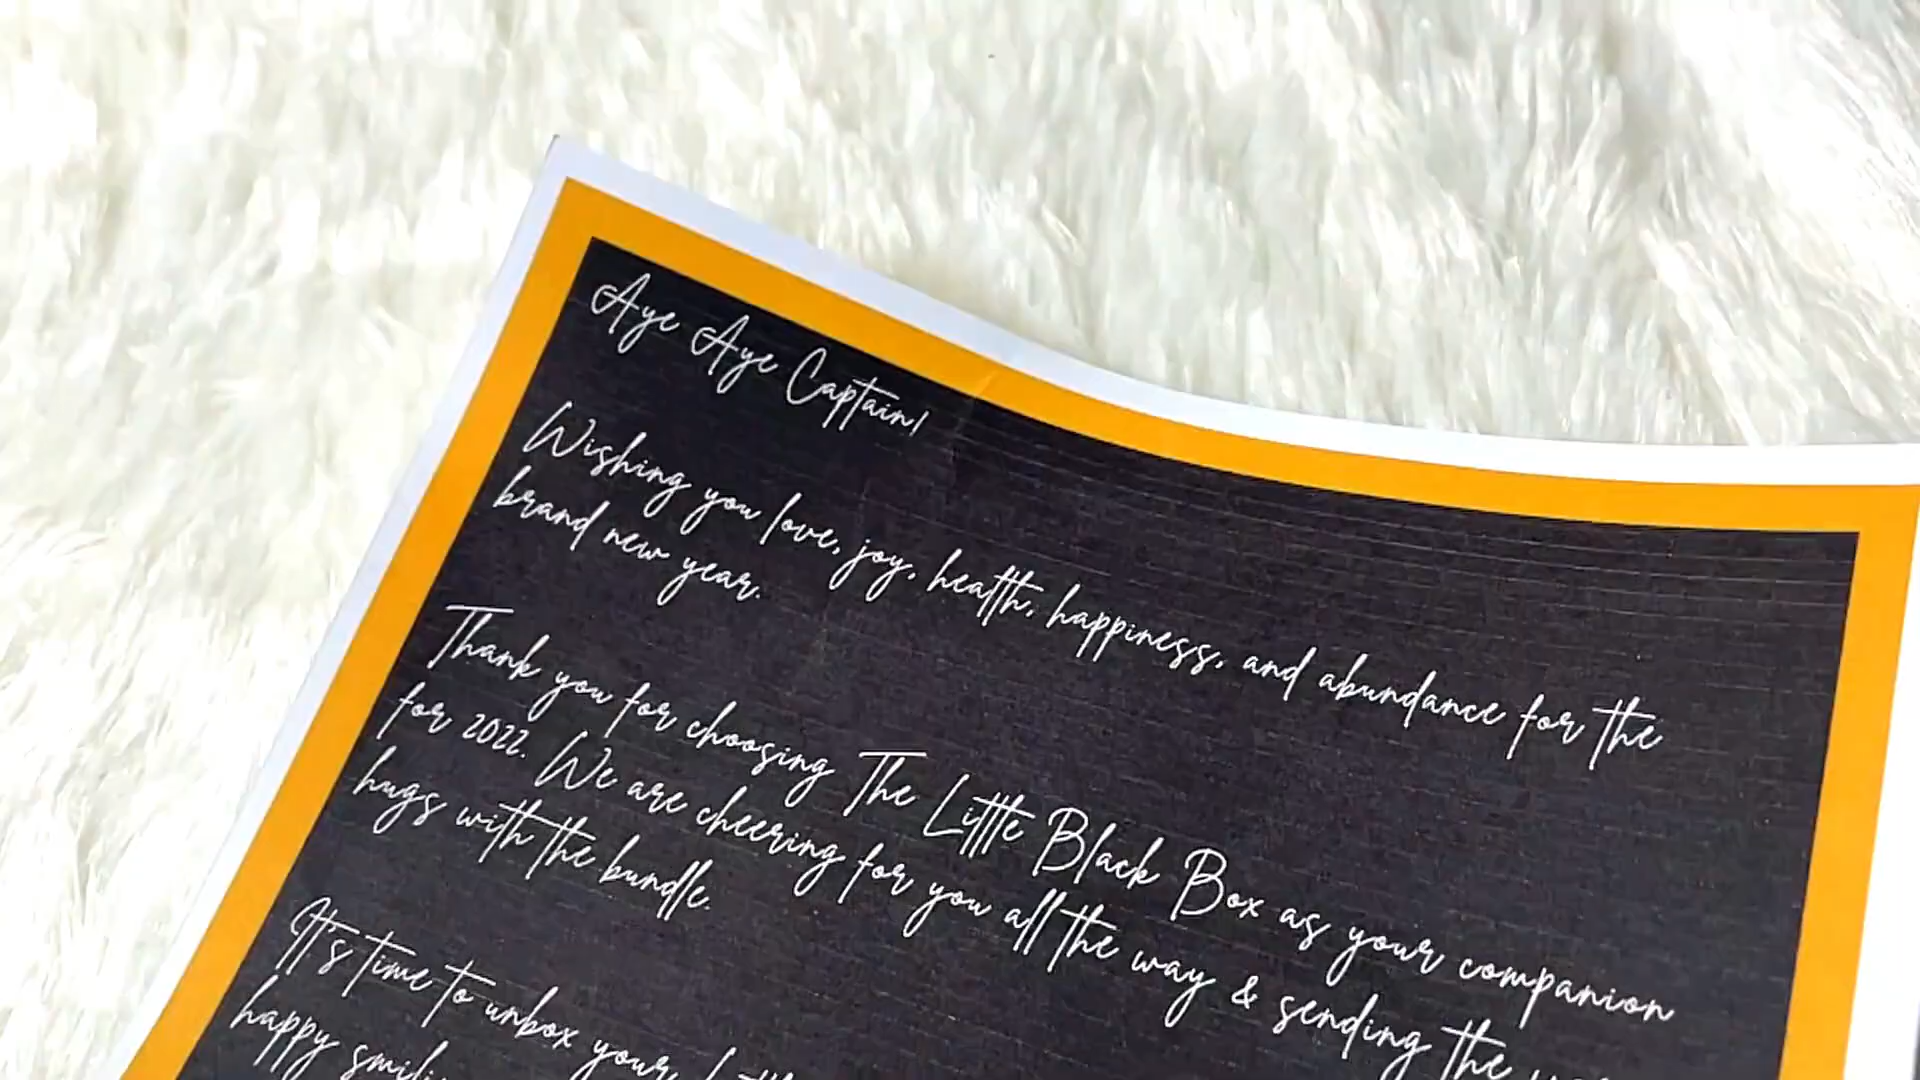 Aye Aye Captain!
Wishing you love, joy, health, happiness, and abundance for the
brand new year.
Thank you for choosing The Little Black Box as your companion
for 2022. We are cheering for you all the way & sending the
hugs with the bundle.
It's time to unbox your
happy